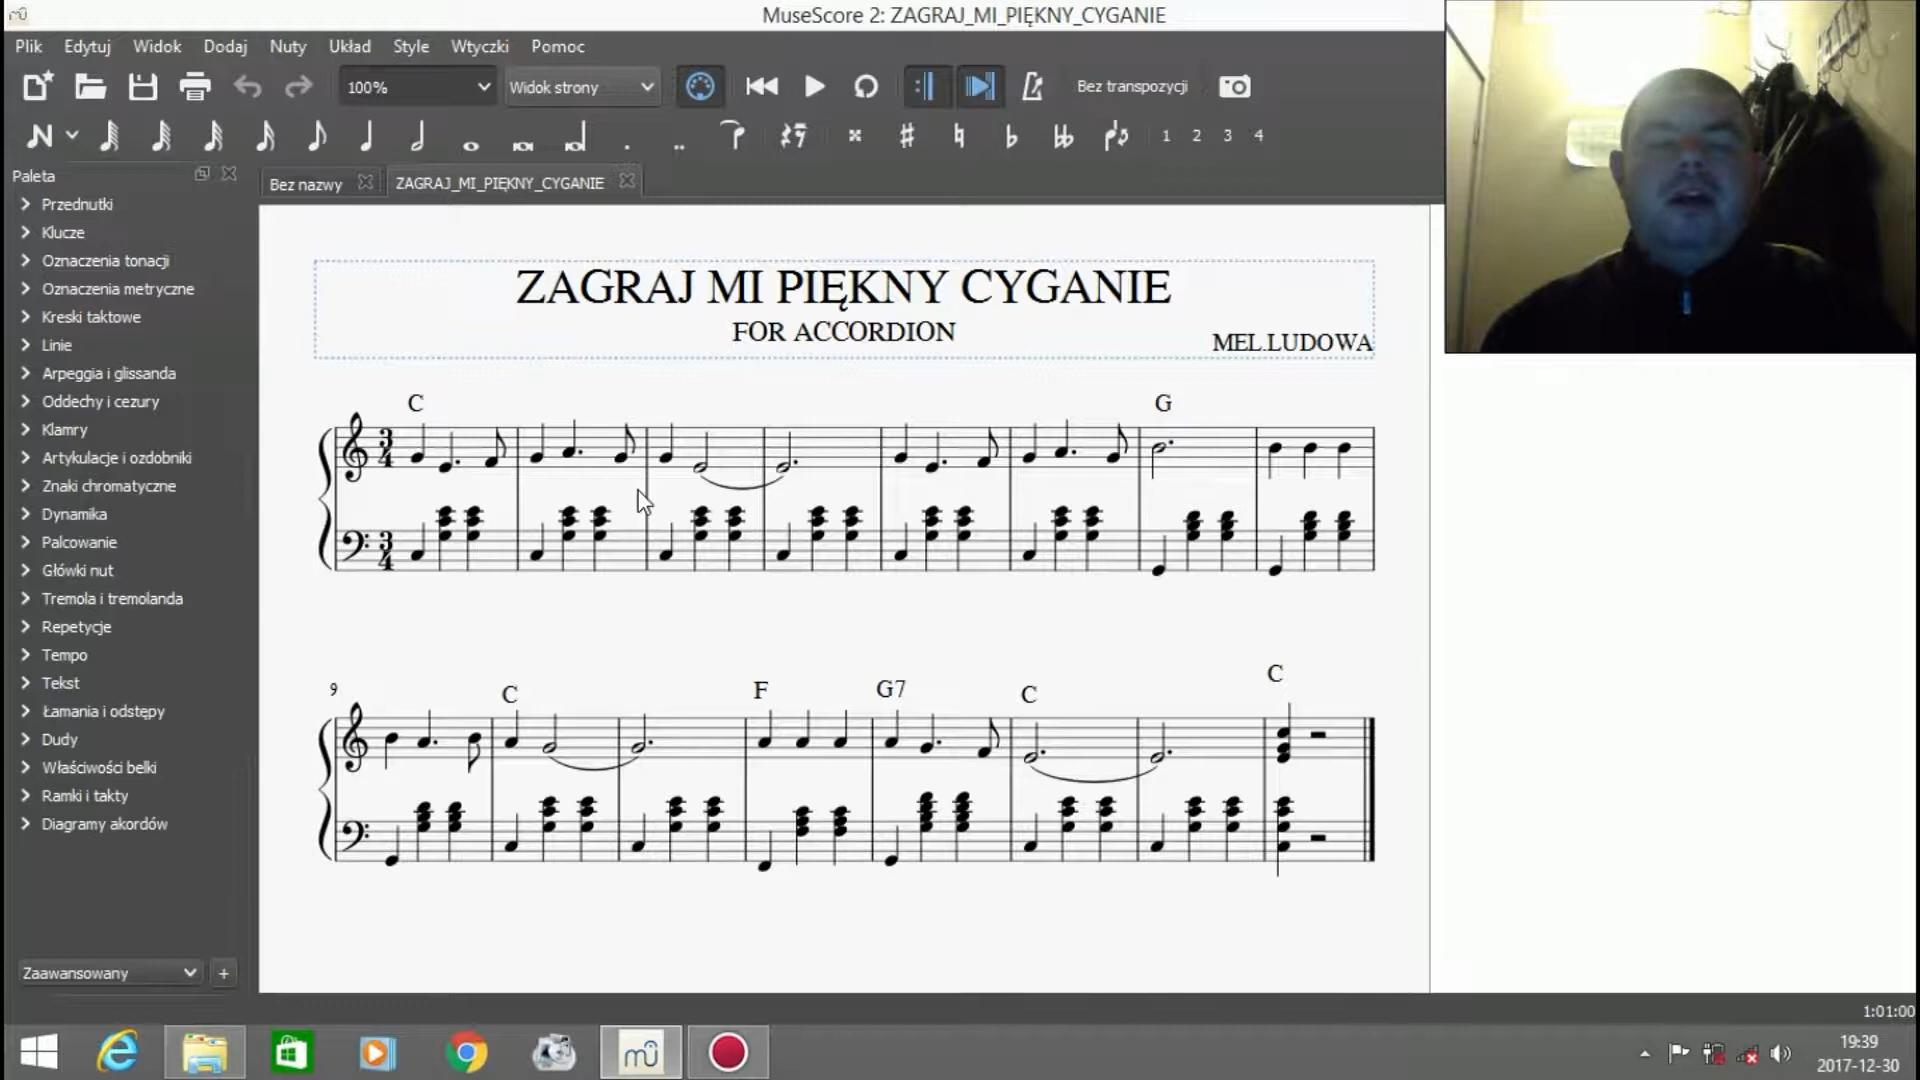 MuseScore 2: ZAGRAJ_MI_PIĘKNY_CYGANIE
Plik Edytuj Widok Dodaj Nuty Układ Style Wtyczki Pomoc
100% Widok strony Bez transpozycji
1 2 3 4
Paleta
Bez nazwy ZAGRAJ_MI_PIĘKNY_CYGANIE
Przednutki
Klucze
Oznaczenia tonacji
Oznaczenia metryczne
Kreski taktowe
Linie
Arpeggia i glissanda
Oddechy i cezury
Klamry
Artykulacje i ozdobniki
Znaki chromatyczne
Dynamika
Palcowanie
Główki nut
Tremola i tremolanda
Repetycje
Tempo
Tekst
Łamania i odstępy
Dudy
Właściwości belki
Ramki i takty
Diagramy akordów
Zaawansowany +
ZAGRAJ MI PIĘKNY CYGANIE
FOR ACCORDION
MEL.LUDOWA
C G
3 4
3 4
9 C F G7 C C
1:01:00
19:39
2017-12-30